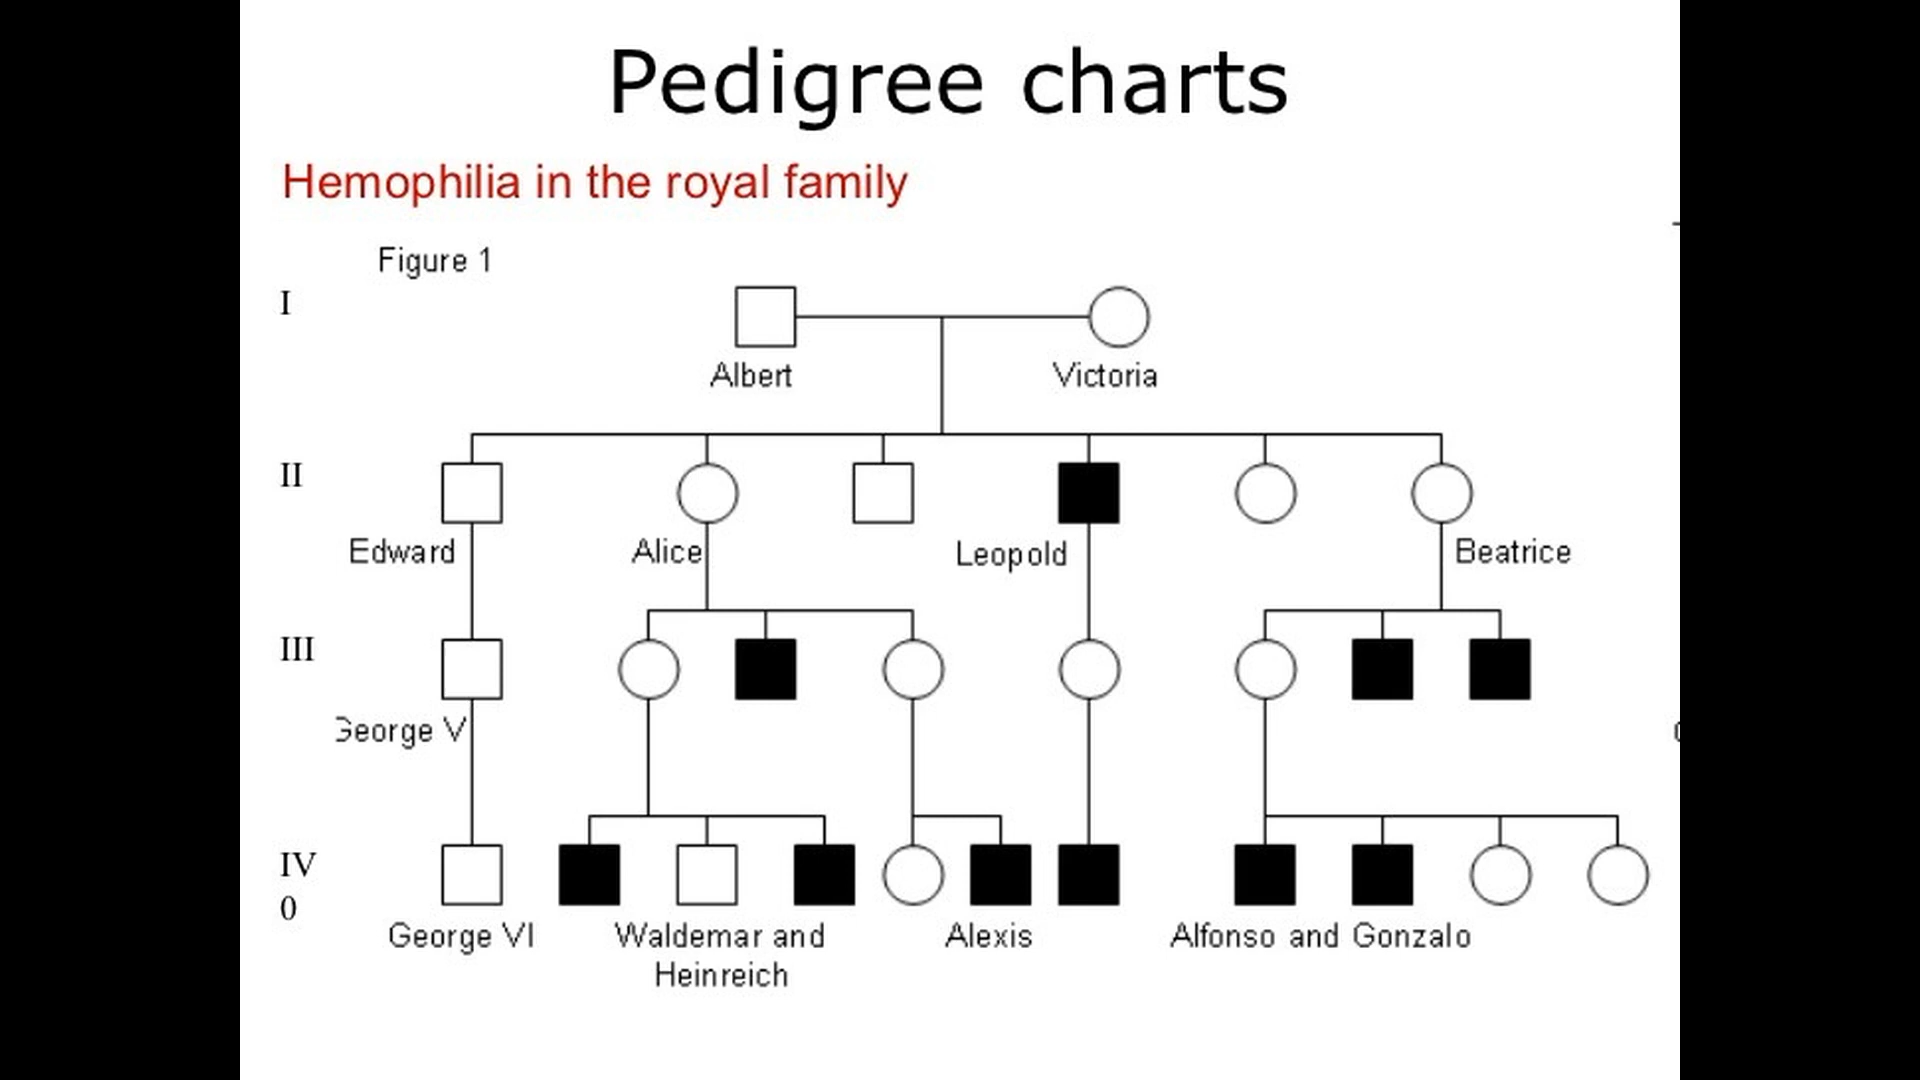 Pedigree charts
Hemophilia in the royal family
Figure 1
I
Albert
Victoria
II
Edward
Alice
Leopold
Beatrice
III
George V
IV
0
George VI
Waldemar and
Heinreich
Alexis
Alfonso and Gonzalo